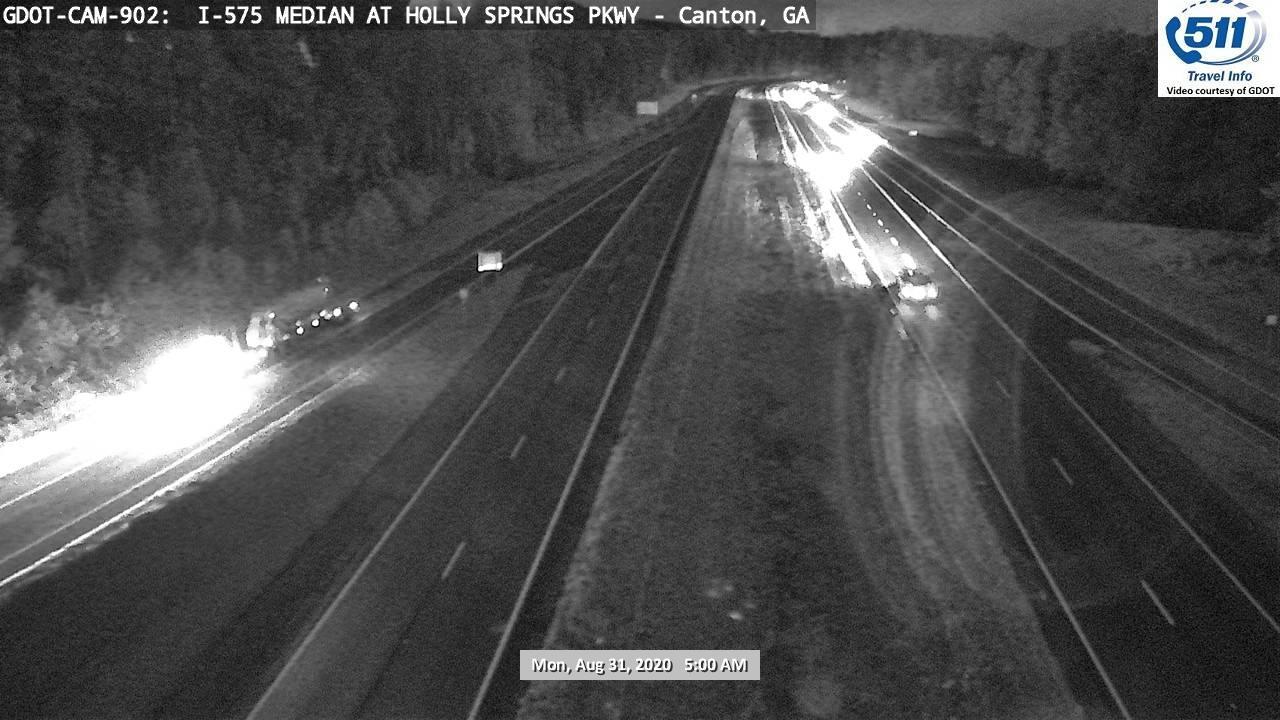 GDOT-CAM-902: I-575 MEDIAN AT HOLLY SPRINGS PKWY - Canton, GA
511
®
Travel Info
Video courtesy of GDOT
Mon, Aug 31, 2020 5:00 AM